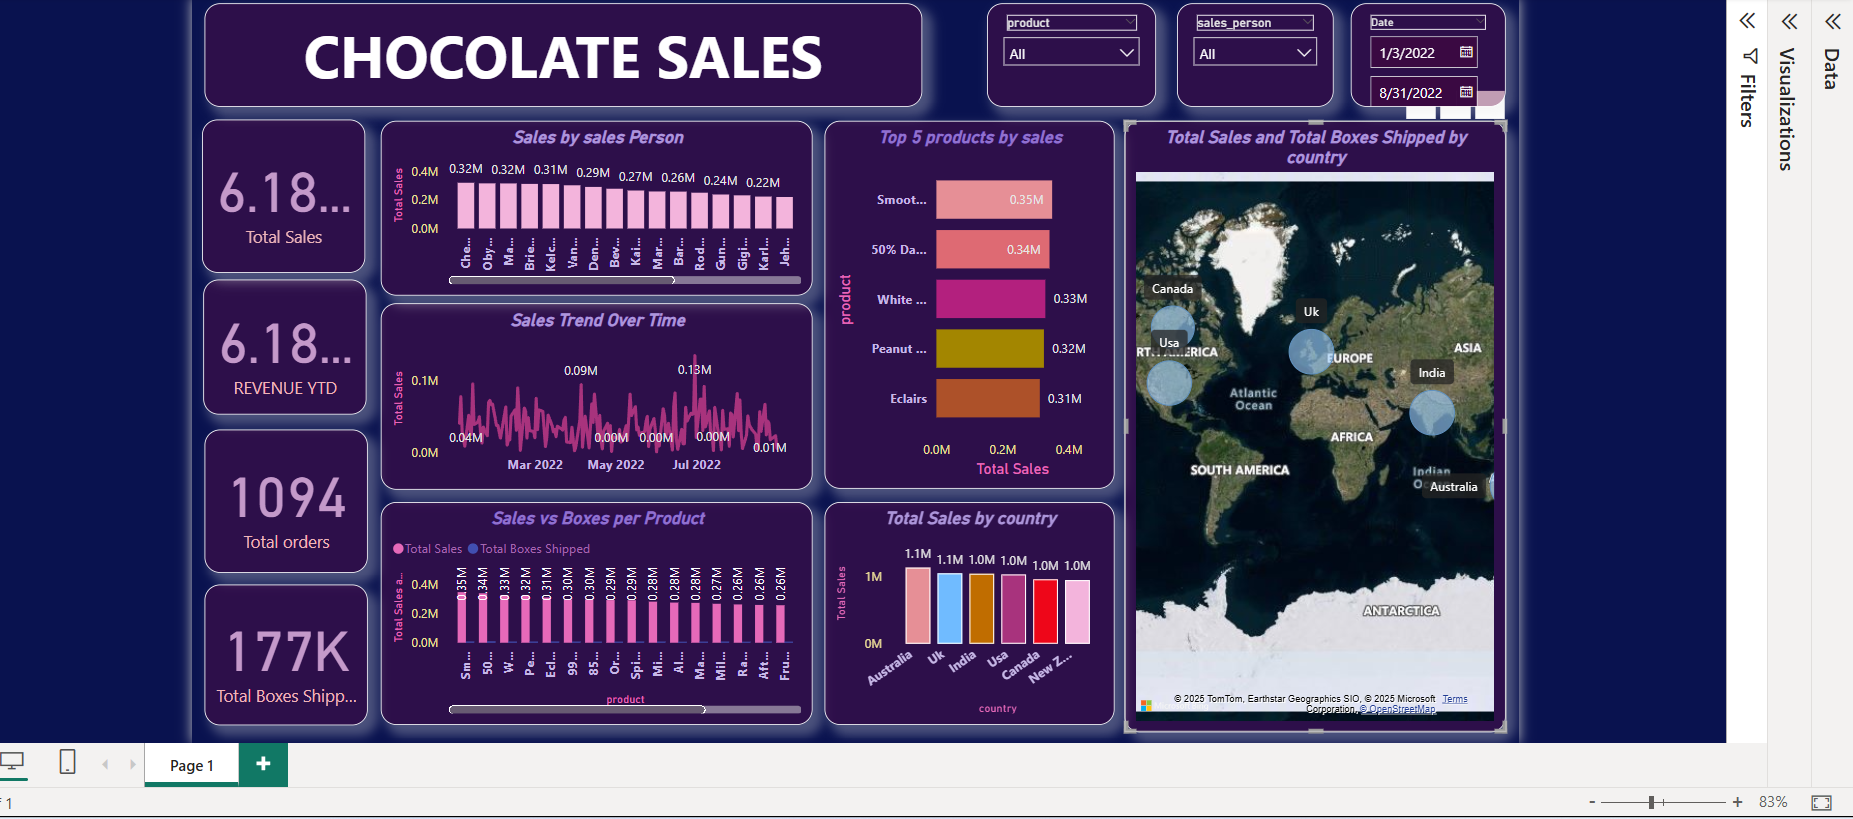 CHOCOLATE SALES
product
All
sales_person
All
Date
1/3/2022
8/31/2022
Filters
Visualizations
Data
6.18...
Total Sales
6.18...
REVENUE YTD
1094
Total orders
177K
Total Boxes Shipp...
Sales by sales Person
Total Sales
0.4M
0.2M
0.0M
0.32M 0.32M 0.31M 0.29M 0.27M 0.26M 0.24M 0.22M
Che... Oby... Ma... Brie... Kelc... Van... Den... Bev... Kai... Mar... Bar... Rod... Gun... Gigi... Karl... Jeh...
Sales Trend Over Time
Total Sales
0.1M
0.0M
0.04M 0.09M 0.00M 0.00M 0.13M 0.00M 0.01M
Mar 2022 May 2022 Jul 2022
Sales vs Boxes per Product
Total Sales Total Boxes Shipped
Total Sales a...
0.4M
0.2M
0.0M
0.35M 0.34M 0.33M 0.32M 0.31M 0.30M 0.30M 0.29M 0.29M 0.28M 0.28M 0.28M 0.27M 0.26M 0.26M 0.26M
Sm... 50... W... Pe... Ecl... 99... 85... Or... Spi... Mi... Al... Ma... Mil... Ra... Aft... Fru...
product
Top 5 products by sales
product
Smoot... 0.35M
50% Da... 0.34M
White ... 0.33M
Peanut ... 0.32M
Eclairs 0.31M
0.0M 0.2M 0.4M
Total Sales
Total Sales by country
Total Sales
1M
0M
1.1M 1.1M 1.0M 1.0M 1.0M 1.0M
Australia Uk India Usa Canada New Z...
country
Total Sales and Total Boxes Shipped by
country
Canada
Uk
Usa
RTH AMERICA
EUROPE
ASIA
India
Atlantic
Ocean
AFRICA
SOUTH AMERICA
Indian
Australia
ANTARCTICA
© 2025 TomTom, Earthstar Geographics SIO, © 2025 Microsoft Terms
Corporation, © OpenStreetMap
Page 1
+
1
- + 83%